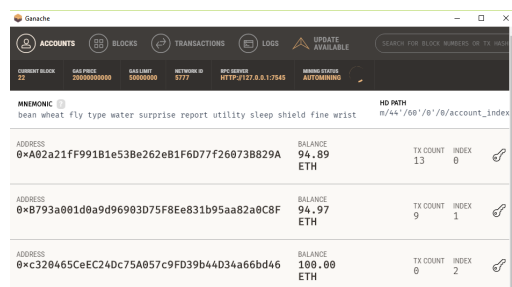 Ganache
ACCOUNTS BLOCKS TRANSACTIONS LOGS UPDATE AVAILABLE SEARCH FOR BLOCK NUMBERS OR TX HASH
CURRENT BLOCK GAS PRICE GAS LIMIT NETWORK ID RPC SERVER MINING STATUS
22 20000000000 50000000 5777 HTTP://127.0.0.1:7545 AUTOMINING
MNEMONIC ? HD PATH
bean wheat fly type water surprise report utility sleep shield fine wrist m/44'/60'/0'/0/account_index
ADDRESS BALANCE TX COUNT INDEX
0×A02a21fF991B1e53Be262eB1F6D77f26073B829A 94.89 ETH 13 0
ADDRESS BALANCE TX COUNT INDEX
0×B793a001d0a9d96903D75F8Ee831b95aa82a0C8F 94.97 ETH 9 1
ADDRESS BALANCE TX COUNT INDEX
0×c320465CeEC24Dc75A057c9FD39b44D34a66bd46 100.00 ETH 0 2